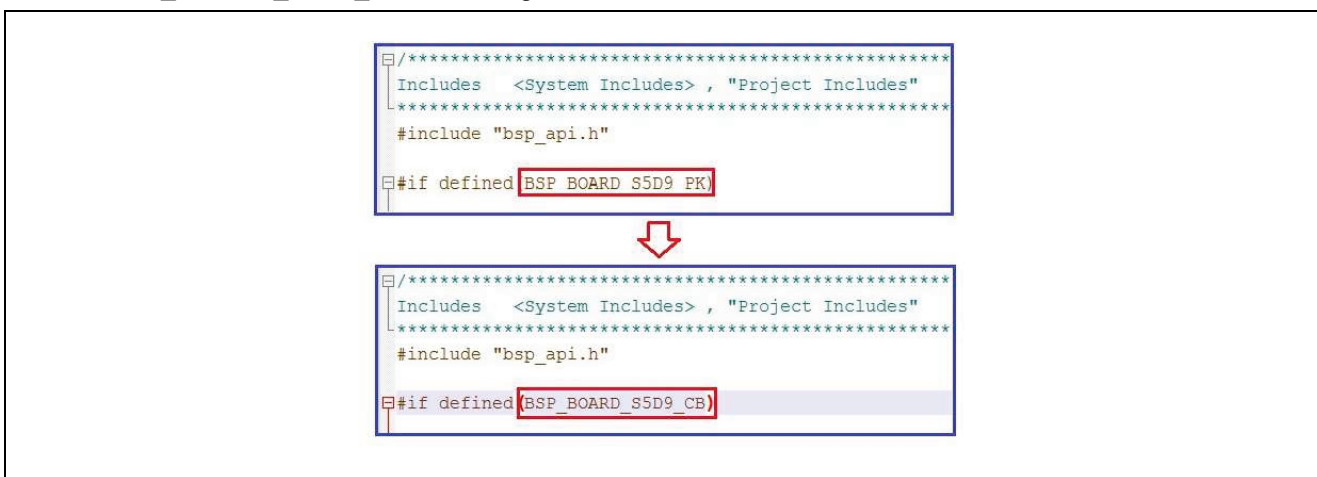 /***************************************************
Includes   <System Includes> , "Project Includes"
****************************************************
#include "bsp_api.h"
#if defined(BSP_BOARD_S5D9_PK)
/***************************************************
Includes   <System Includes> , "Project Includes"
****************************************************
#include "bsp_api.h"
#if defined(BSP_BOARD_S5D9_CB)